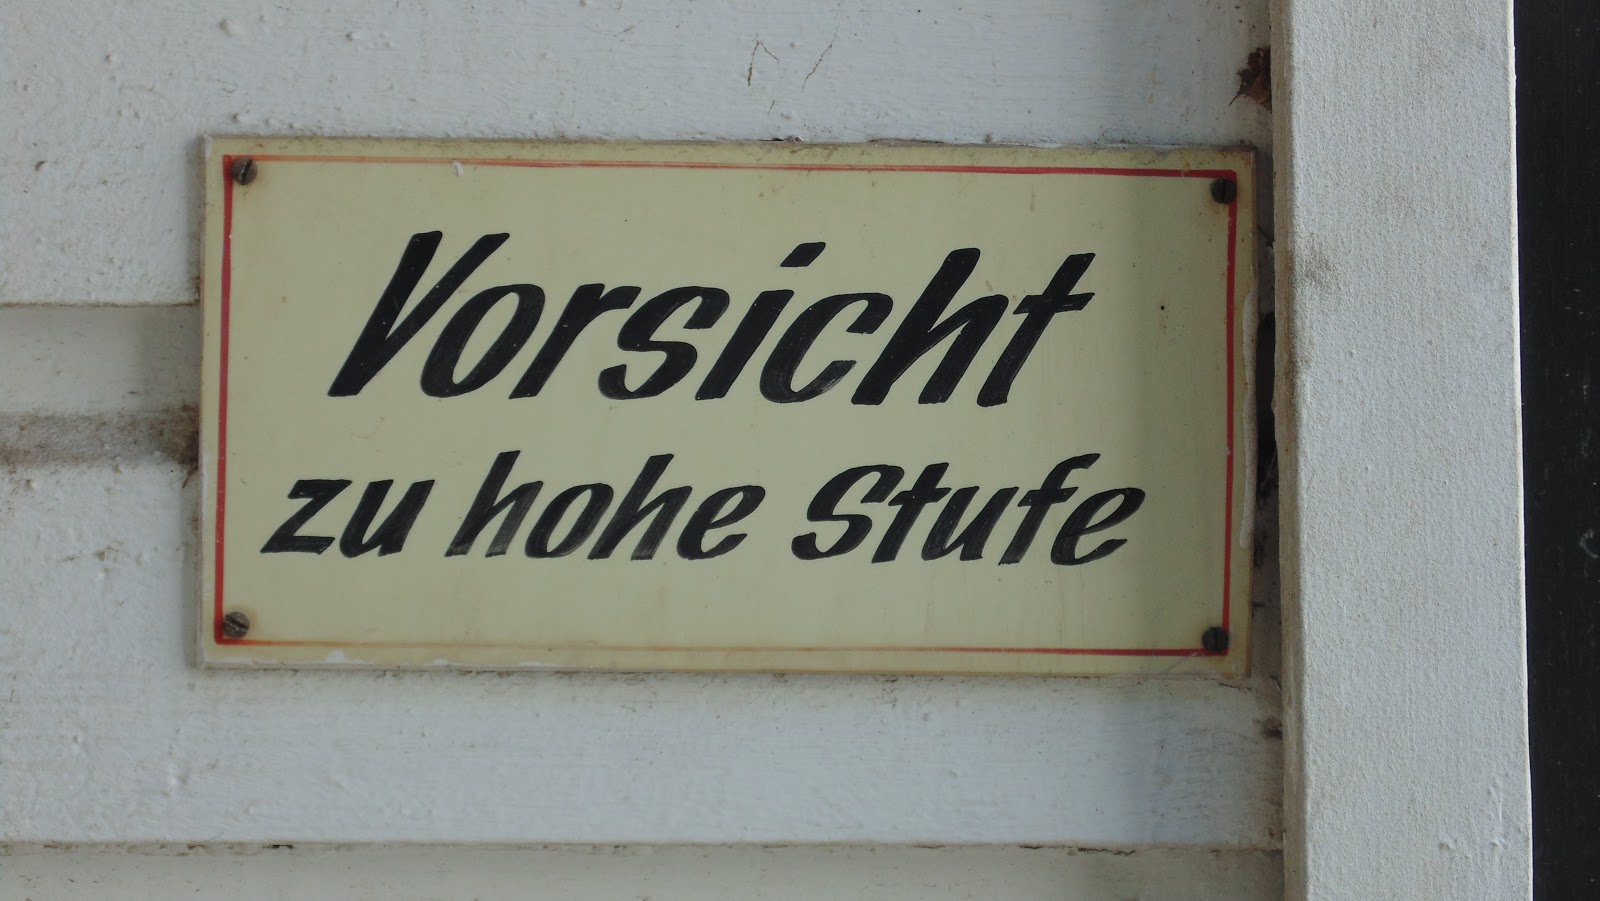 Vorsicht
zu hohe Stufe